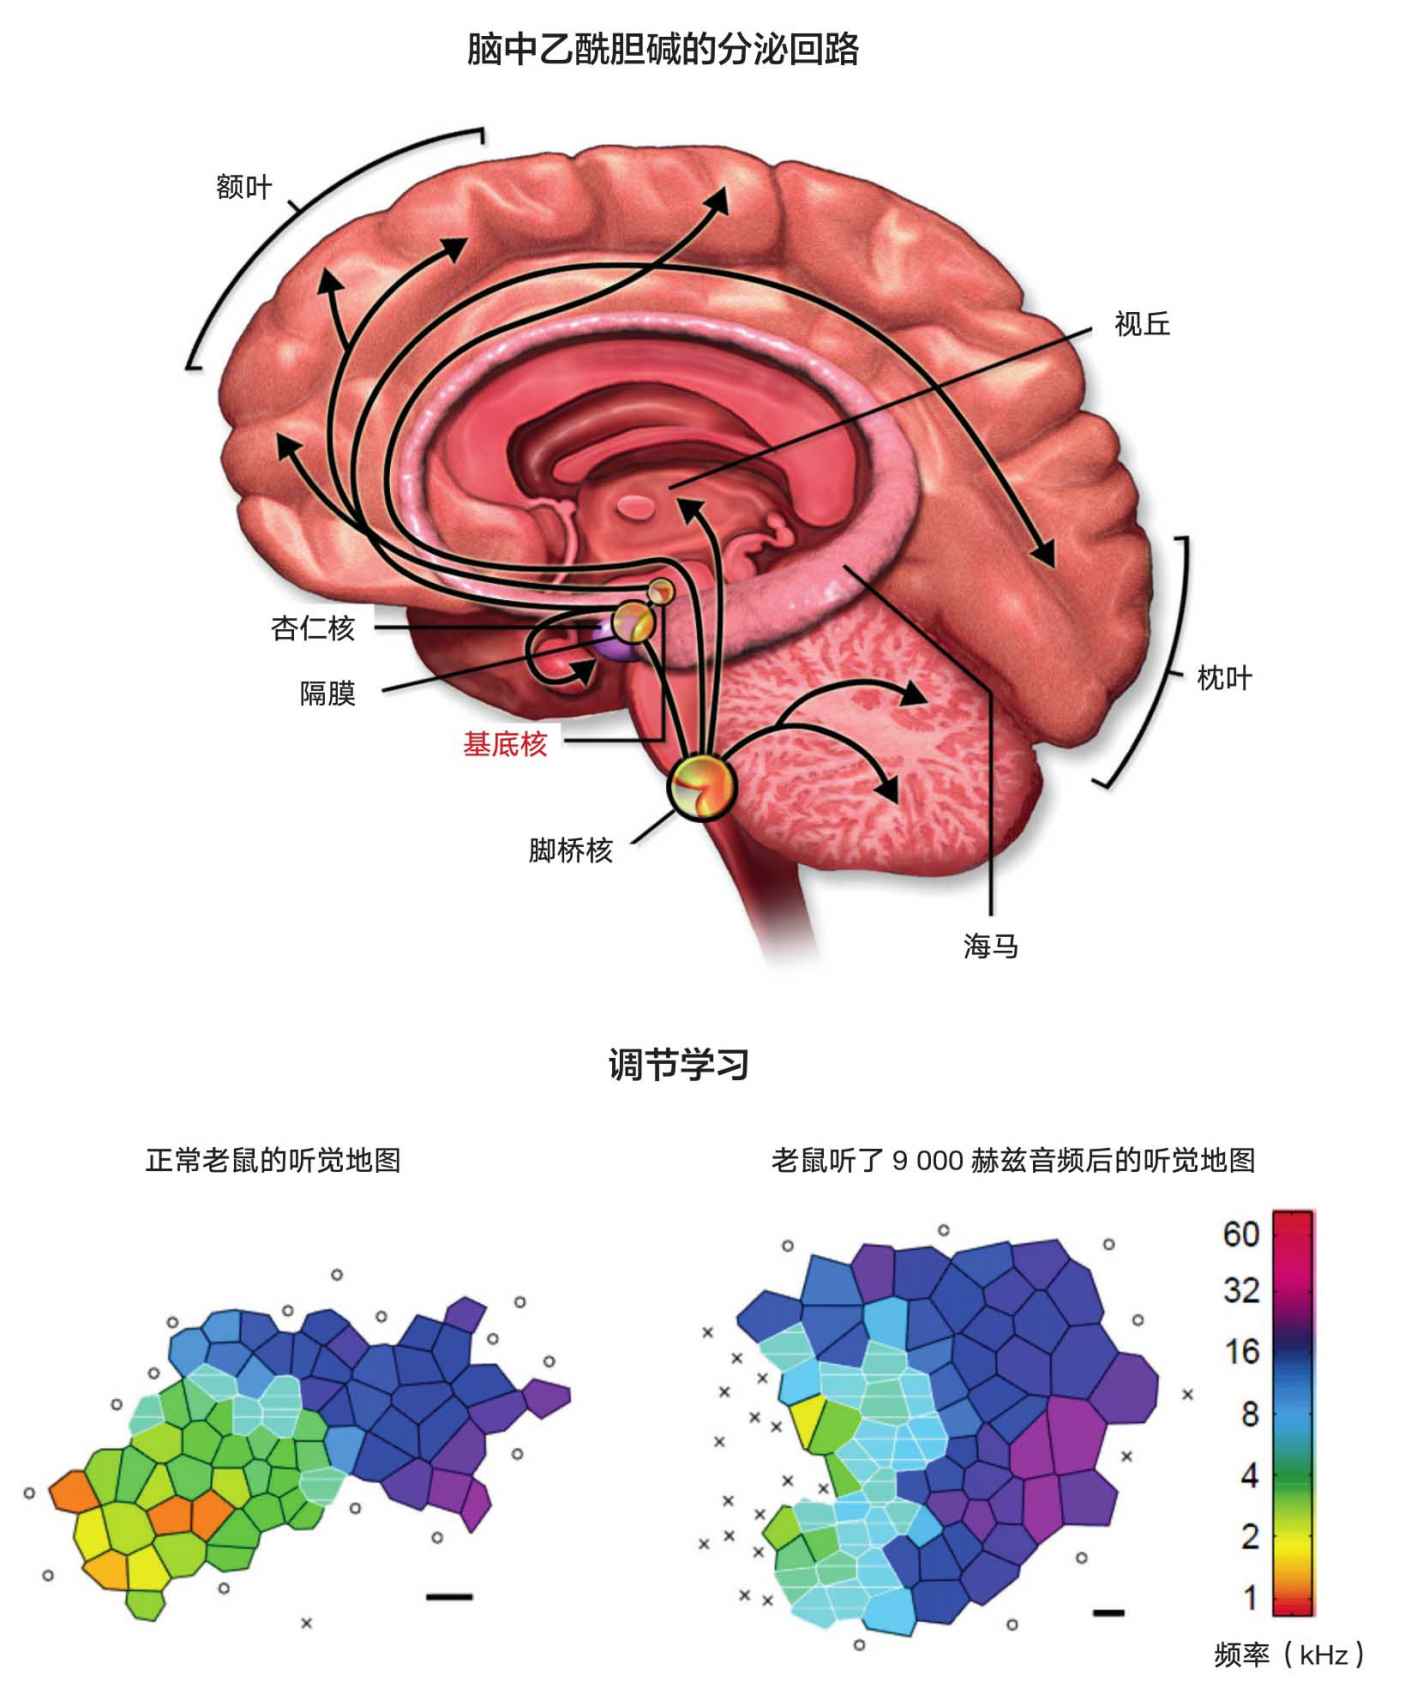 脑中乙酰胆碱的分泌回路
额叶
视丘
杏仁核
隔膜
基底核
枕叶
脚桥核
海马
调节学习
正常老鼠的听觉地图
老鼠听了 9 000 赫兹音频后的听觉地图
60
32
16
8
4
2
1
频率（kHz）